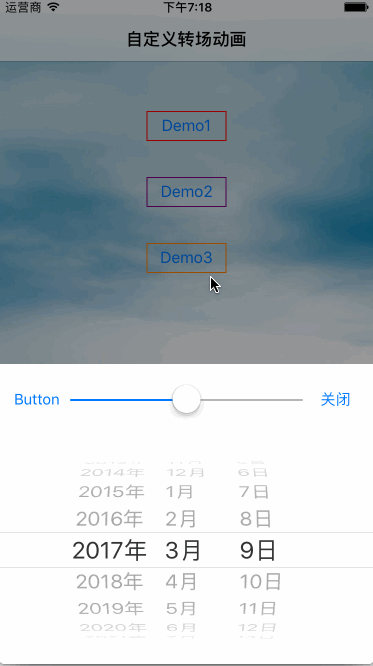 运营商 下午7:18
自定义转场动画
Demo1
Demo2
Demo3
Button 关闭
2014年 12月 6日
2015年 1月 7日
2016年 2月 8日
2017年 3月 9日
2018年 4月 10日
2019年 5月 11日
2020年 6月 12日